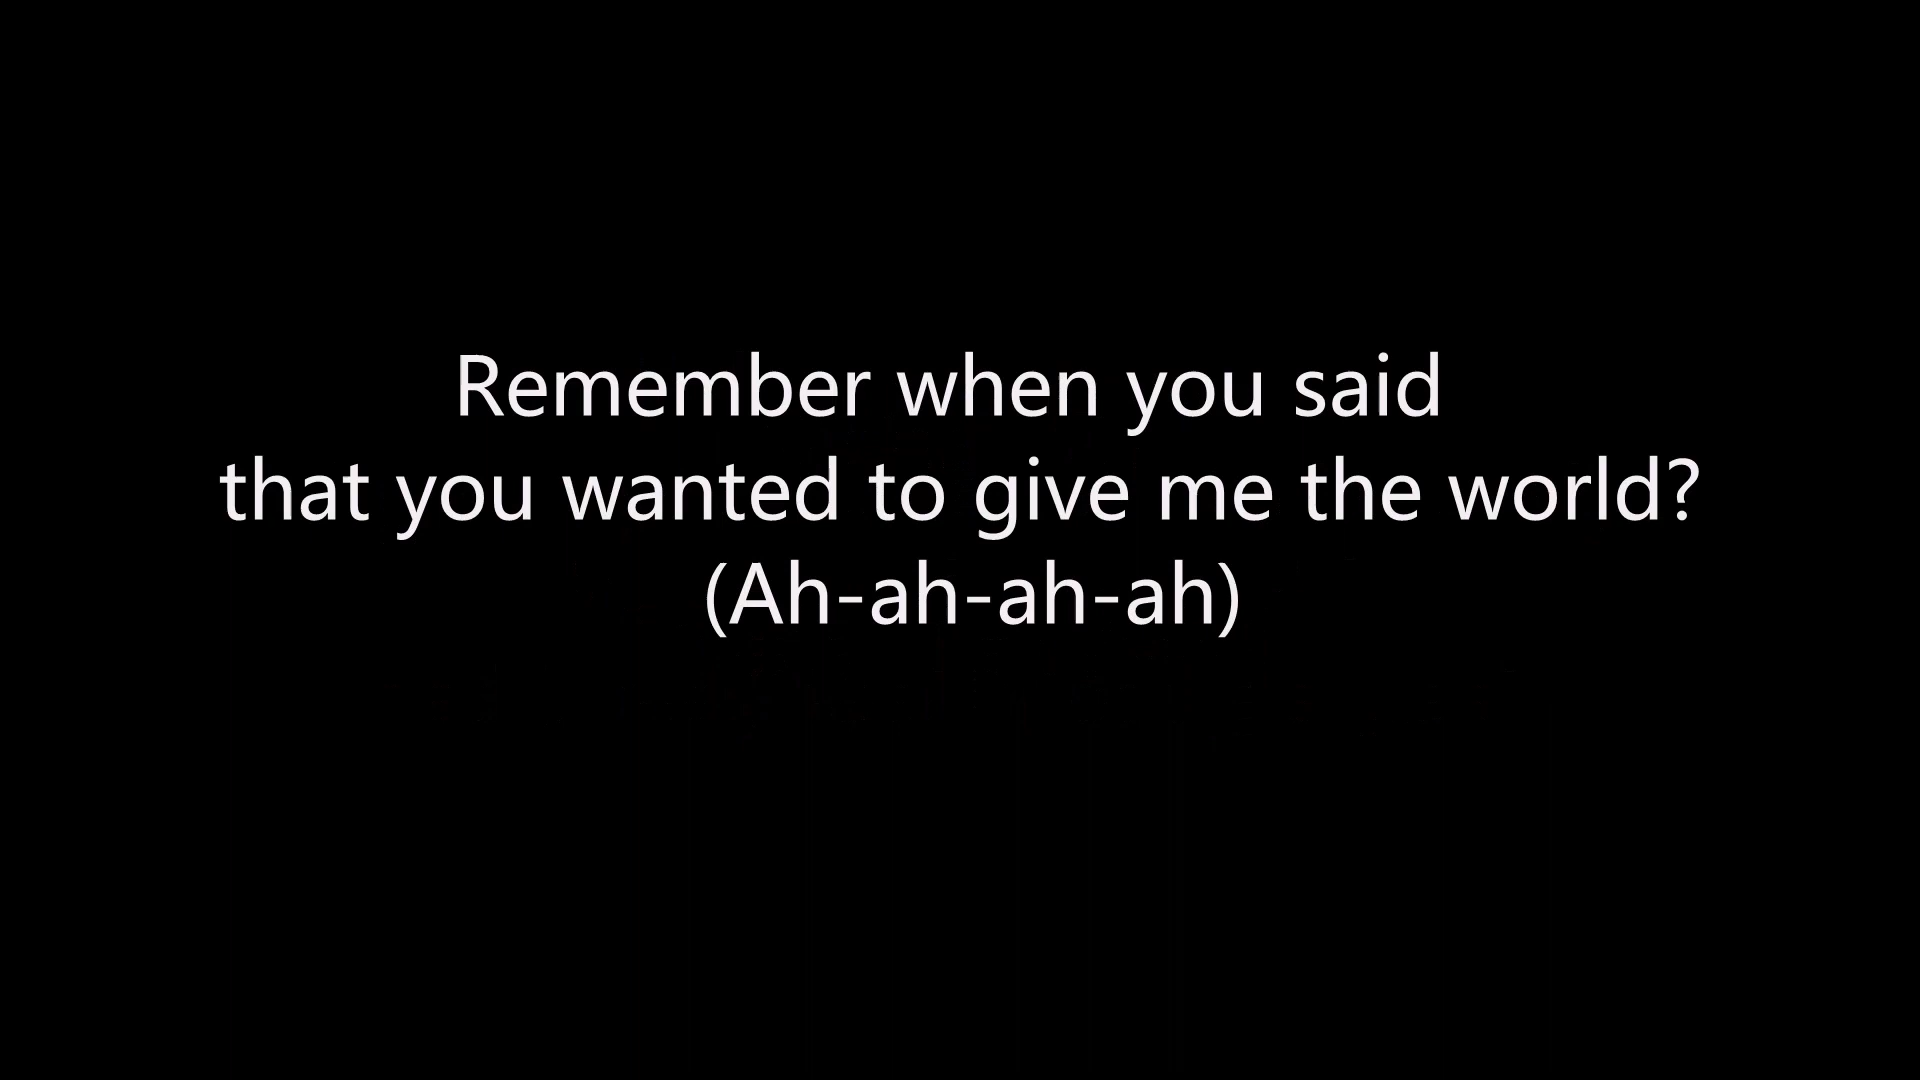 Remember when you said
that you wanted to give me the world?
(Ah-ah-ah-ah)